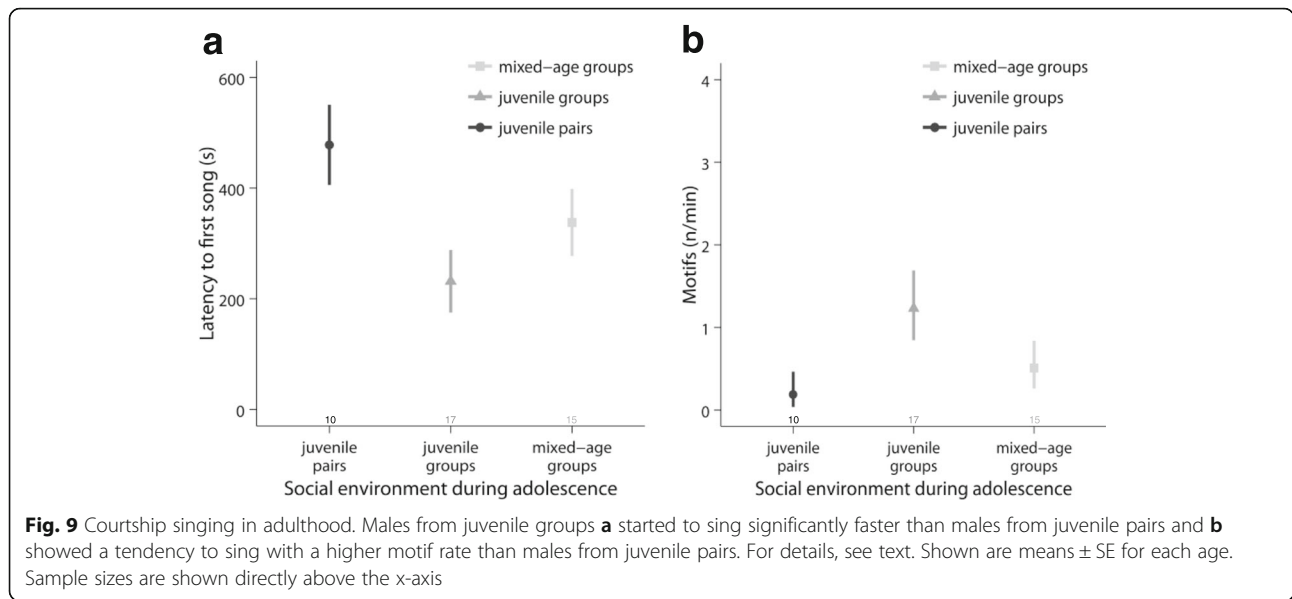 a
600
400
200
0
Latency to first song (s)
mixed−age groups
juvenile groups
juvenile pairs
10
17
15
juvenile
pairs
juvenile
groups
mixed−age
groups
Social environment during adolescence
b
4
3
2
1
0
Motifs (n/min)
mixed−age groups
juvenile groups
juvenile pairs
10
17
15
juvenile
pairs
juvenile
groups
mixed−age
groups
Social environment during adolescence
Fig. 9 Courtship singing in adulthood. Males from juvenile groups a started to sing significantly faster than males from juvenile pairs and b
showed a tendency to sing with a higher motif rate than males from juvenile pairs. For details, see text. Shown are means ± SE for each age.
Sample sizes are shown directly above the x-axis